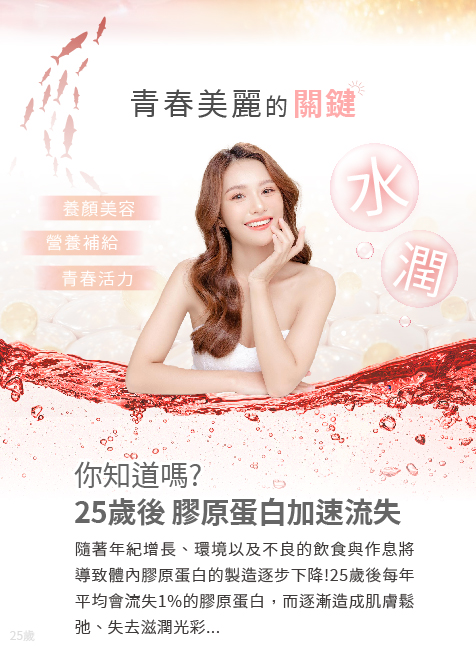 青春美麗的關鍵
水
潤
養顏美容
營養補給
青春活力
你知道嗎?
25歲後 膠原蛋白加速流失
隨著年紀增長、環境以及不良的飲食與作息將
導致體內膠原蛋白的製造逐步下降!25歲後每年
平均會流失1%的膠原蛋白，而逐漸造成肌膚鬆
弛、失去滋潤光彩...
25歲